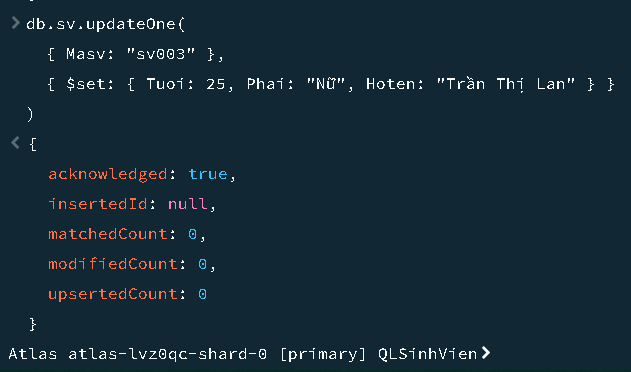 > db.sv.updateOne(
{ Masv: "sv003" },
{ $set: { Tuoi: 25, Phai: "Nữ", Hoten: "Trần Thị Lan" } }
)
< {
acknowledged: true,
insertedId: null,
matchedCount: 0,
modifiedCount: 0,
upsertedCount: 0
}
Atlas atlas-lvz0qc-shard-0 [primary] QLSinhVien>